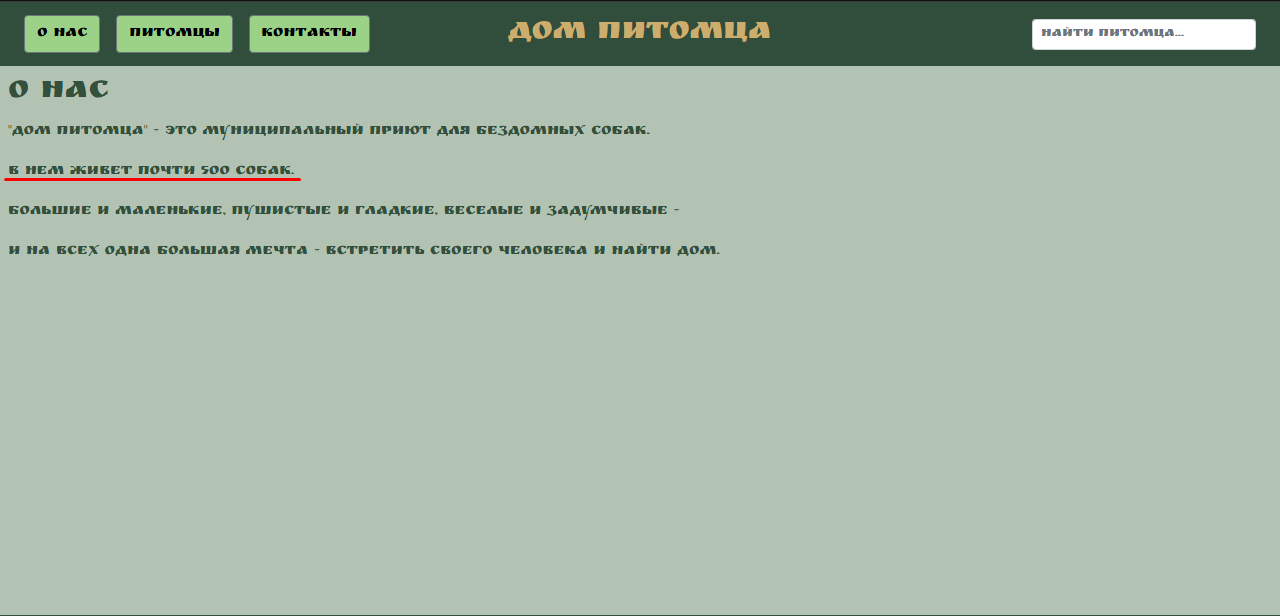 О НАС
ПИТОМЦЫ
КОНТАКТЫ
ДОМ ПИТОМЦА
НАЙТИ ПИТОМЦА...
О НАС
"ДОМ ПИТОМЦА" - ЭТО МУНИЦИПАЛЬНЫЙ ПРИЮТ ДЛЯ БЕЗДОМНЫХ СОБАК.
В НЕМ ЖИВЕТ ПОЧТИ 500 СОБАК.
БОЛЬШИЕ И МАЛЕНЬКИЕ, ПУШИСТЫЕ И ГЛАДКИЕ, ВЕСЕЛЫЕ И ЗАДУМЧИВЫЕ -
И НА ВСЕХ ОДНА БОЛЬШАЯ МЕЧТА - ВСТРЕТИТЬ СВОЕГО ЧЕЛОВЕКА И НАЙТИ ДОМ.